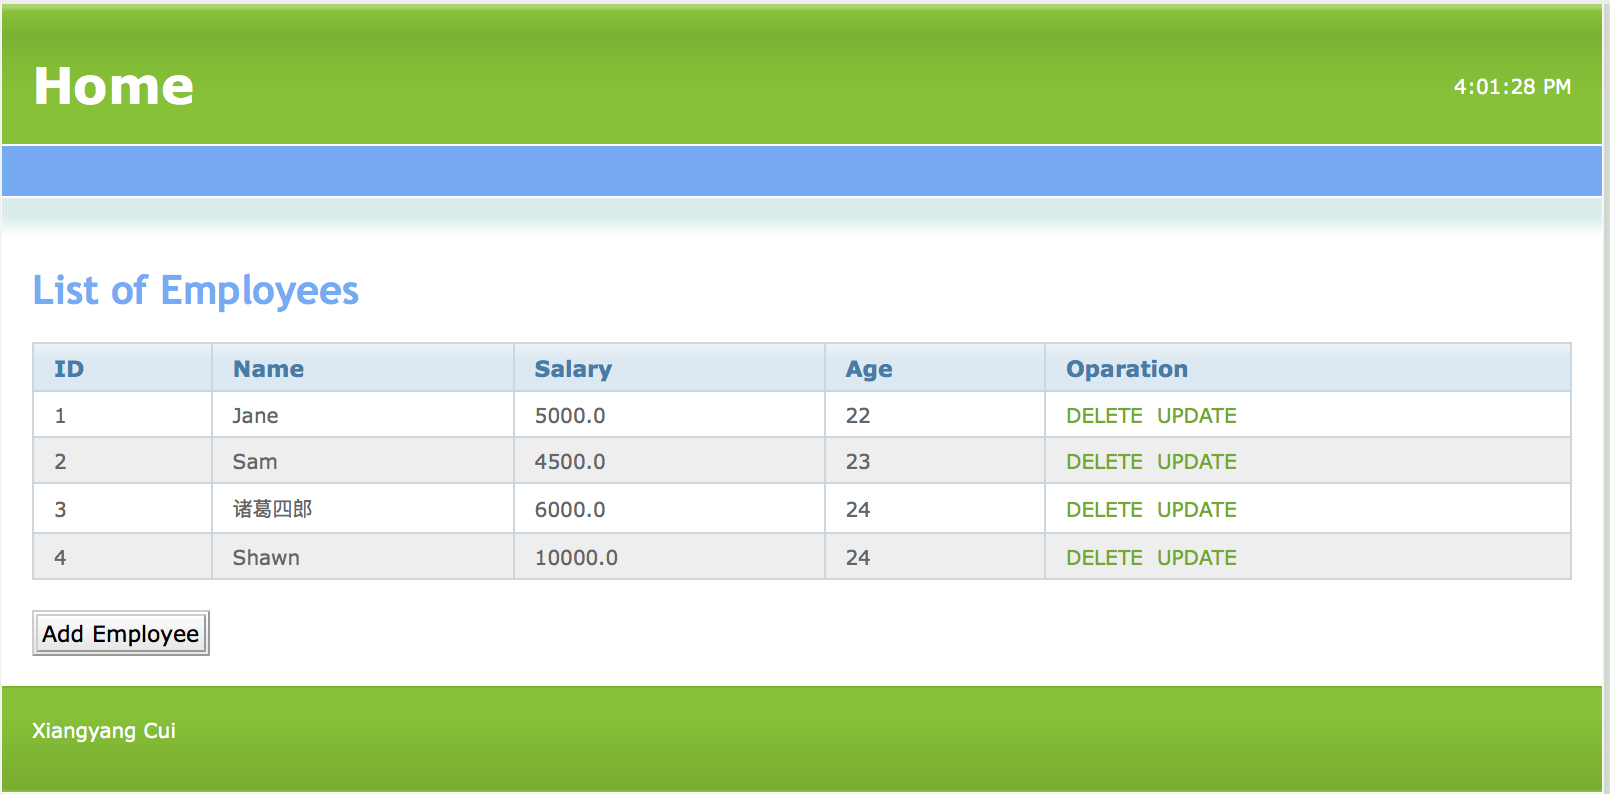 Home
4:01:28 PM
List of Employees
ID Name Salary Age Oparation
1 Jane 5000.0 22 DELETE UPDATE
2 Sam 4500.0 23 DELETE UPDATE
3 诸葛四郎 6000.0 24 DELETE UPDATE
4 Shawn 10000.0 24 DELETE UPDATE
Add Employee
Xiangyang Cui